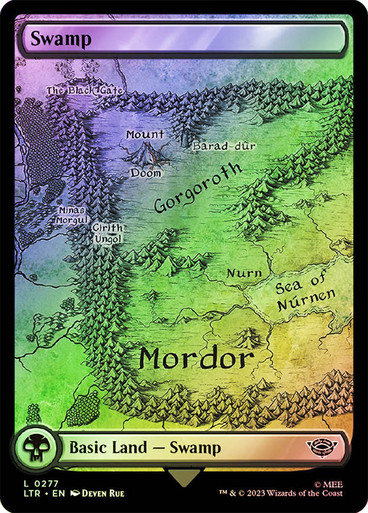 Swamp
The Black Gate
Mount
Doom
Barad-dûr
Gorgoroth
Minas
Morgul
Cirith
Ungol
Nurn
Sea of
Núrnen
Mordor
Basic Land — Swamp
L 0277
LTR • EN Deven Rue
© MEE
™ & © 2023 Wizards of the Coast